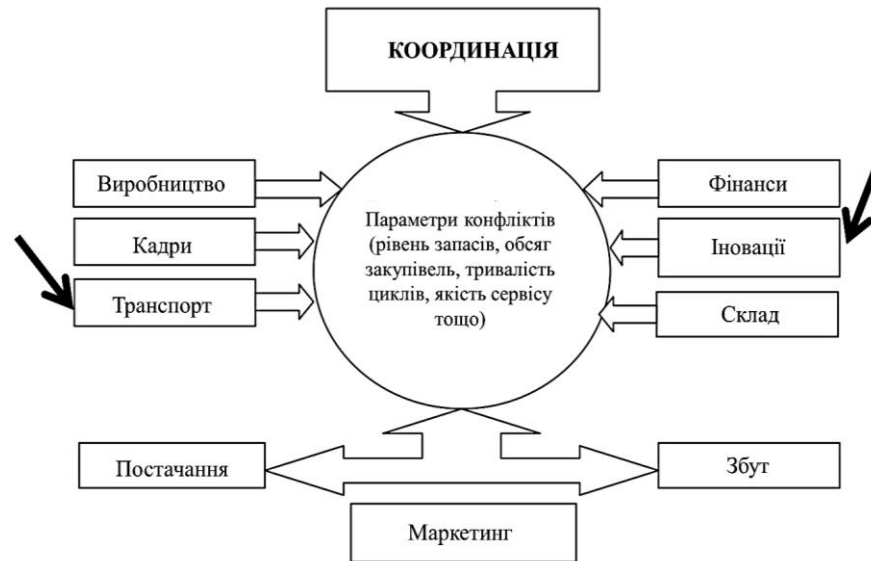 КООРДИНАЦІЯ
Виробництво
Кадри
Транспорт
Параметри конфліктів
(рівень запасів, обсяг
закупівель, тривалість
циклів, якість сервісу
тощо)
Фінанси
Іновації
Склад
Постачання
Збут
Маркетинг